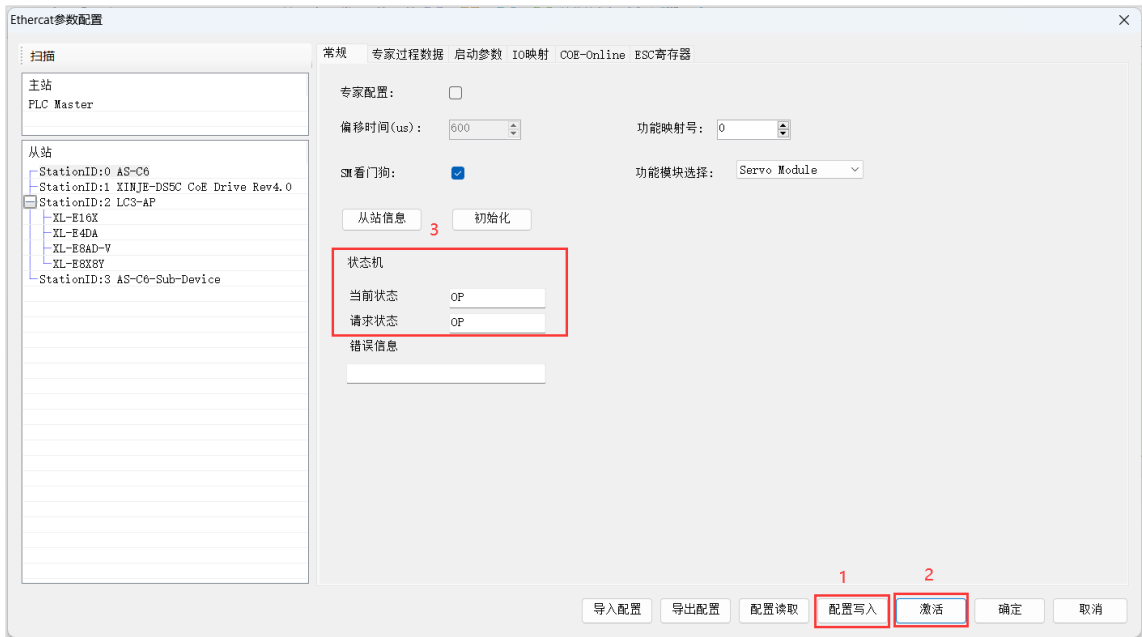 Ethercat参数配置
扫描
主站
PLC Master
从站
StationID:0 AS-C6
StationID:1 XINJE-DS5C CoE Drive Rev4.0
StationID:2 LC3-AP
XL-E16X
XL-E4DA
XL-E8AD-V
XL-E8X8Y
StationID:3 AS-C6-Sub-Device
常规 专家过程数据 启动参数 IO映射 COE-Online ESC寄存器
专家配置:
偏移时间(us): 600 功能映射号: 0
SM看门狗: 功能模块选择: Servo Module
从站信息 3 初始化
状态机
当前状态 OP
请求状态 OP
错误信息
1 2
导入配置 导出配置 配置读取 配置写入 激活 确定 取消